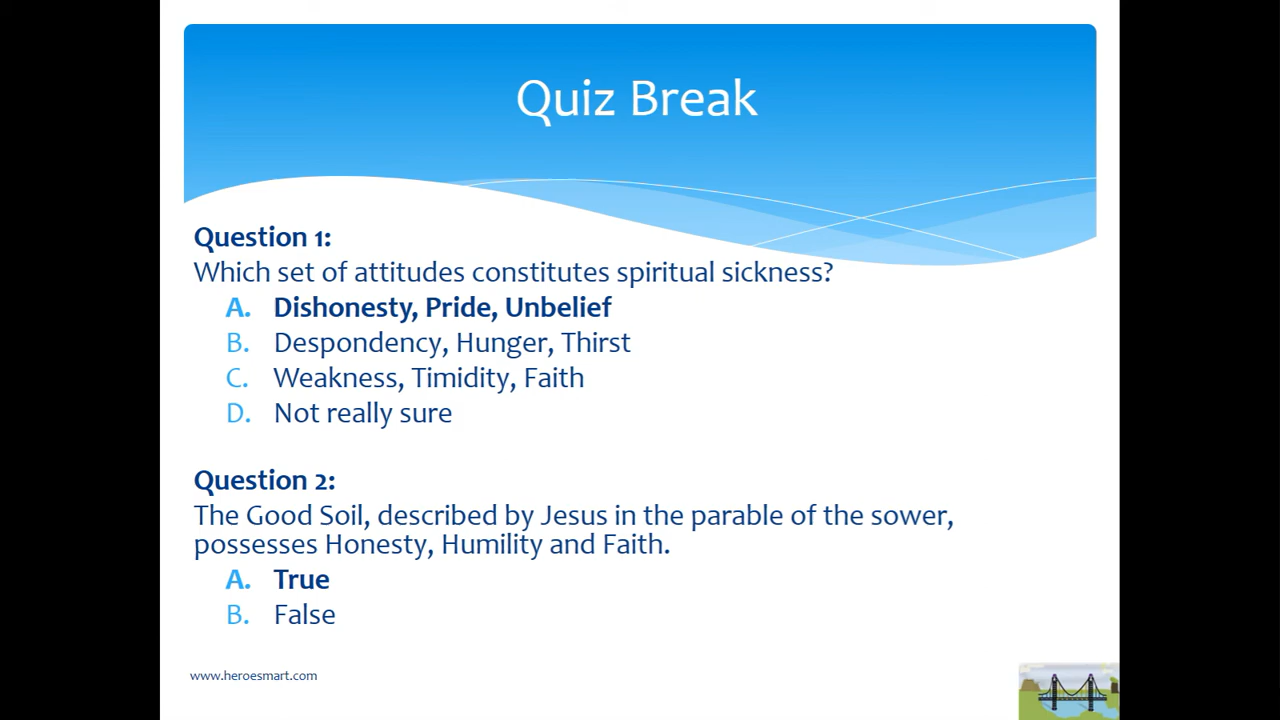 Quiz Break
Question 1:
Which set of attitudes constitutes spiritual sickness?
A. Dishonesty, Pride, Unbelief
B. Despondency, Hunger, Thirst
C. Weakness, Timidity, Faith
D. Not really sure
Question 2:
The Good Soil, described by Jesus in the parable of the sower,
possesses Honesty, Humility and Faith.
A. True
B. False
www.heroesmart.com